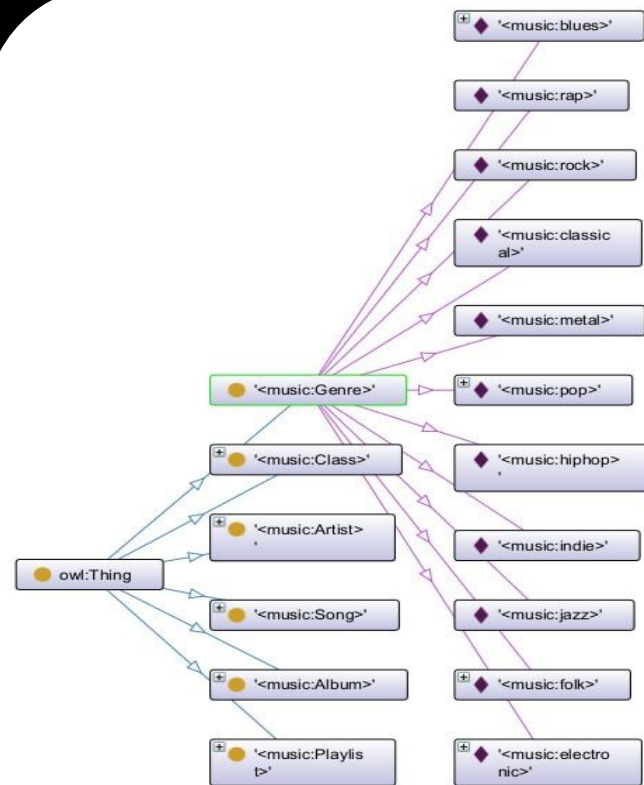 '<music:blues>'
'<music:rap>'
'<music:rock>'
'<music:classic
al>'
'<music:metal>'
'<music:Genre>'
'<music:pop>'
'<music:Class>'
'<music:hiphop>
'
'<music:Artist>
'
'<music:indie>'
owl:Thing
'<music:Song>'
'<music:jazz>'
'<music:Album>'
'<music:folk>'
'<music:Playlis
t>'
'<music:electro
nic>'